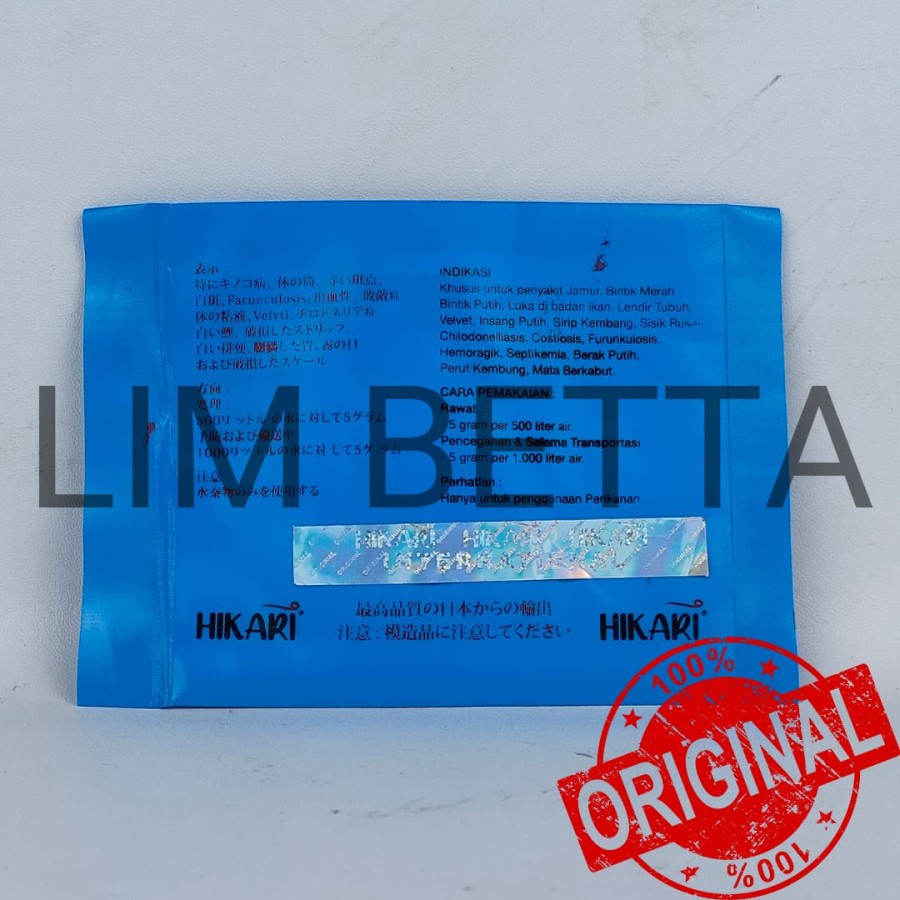 表示 :
特にキノコ病、体の箇、赤い斑点、
白斑, Farunculosis, 出血性、敗
体の粘液、Velvti, チロドネリア
白い鰓、破損したストリップ、
白い排便、膨満した胃、霧の目
および破損したスケール
方向 :
処理 :
500リットルの水に対して5グラム
予防および輸送中
1000リットルの水に対して5グラム
注意
水産物のみを使用する
INDIKASI
Khusus untuk penyakit Jamur, Bintik Merah
Bintik Putih, Luka di badan ikan, Lendir Tubuh,
Velvet, Insang Putih, Sirip Kembang, Sisik
Chilodonelliasis, Costiosis, Furunkulosis,
Hemoragik, Septikemia, Berak Putih,
Perut Kembung, Mata Berkabut.
CARA PEMAKAIAN :
Rawat :
5 gram per 500 liter air.
Pencegahan & Selama Transportasi
5 gram per 1.000 liter air.
Perhatian :
Hanya untuk penggunaan Perikanan
LIM BETTA
HIKARI HIKARI HIKARI
HIKARI
最高品質の日本からの輸出
注意 : 模造品に注意してください
HIKARI
100%
ORIGINAL
100%